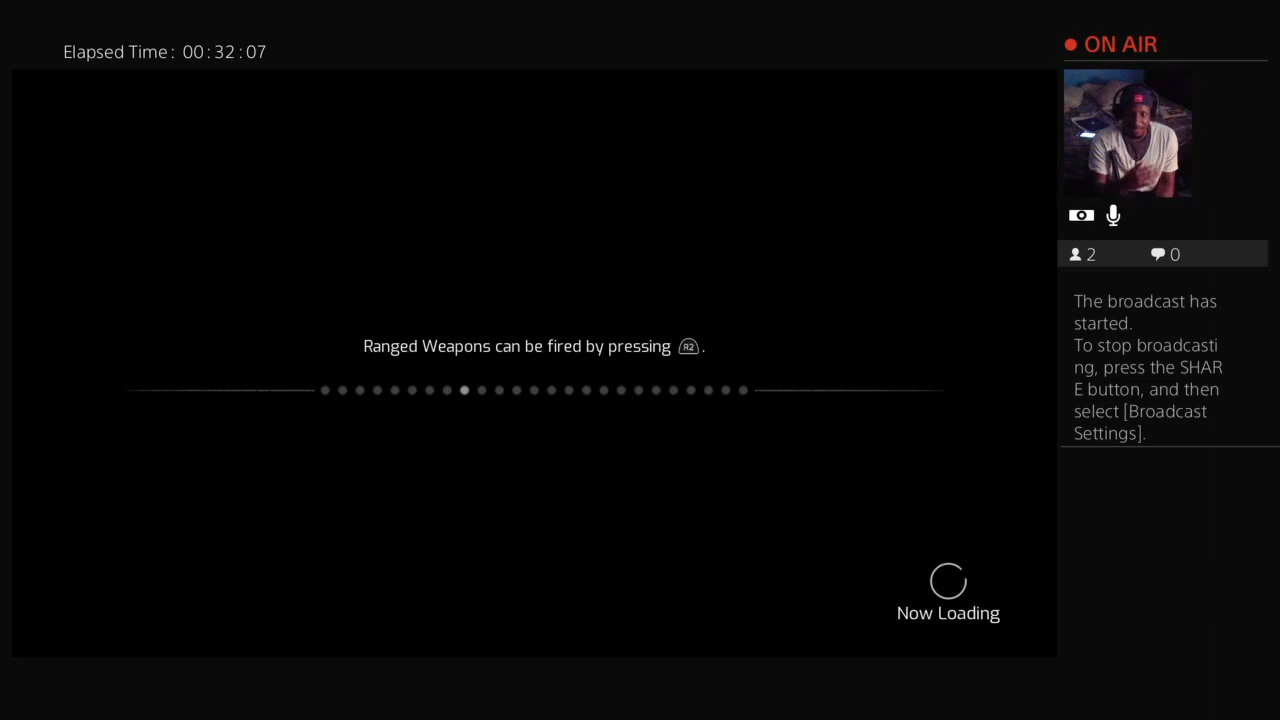 Elapsed Time: 00:32:07
ON AIR
2 0
Ranged Weapons can be fired by pressing R2.
The broadcast has
started.
To stop broadcasti
ng, press the SHAR
E button, and then
select [Broadcast
Settings].
Now Loading